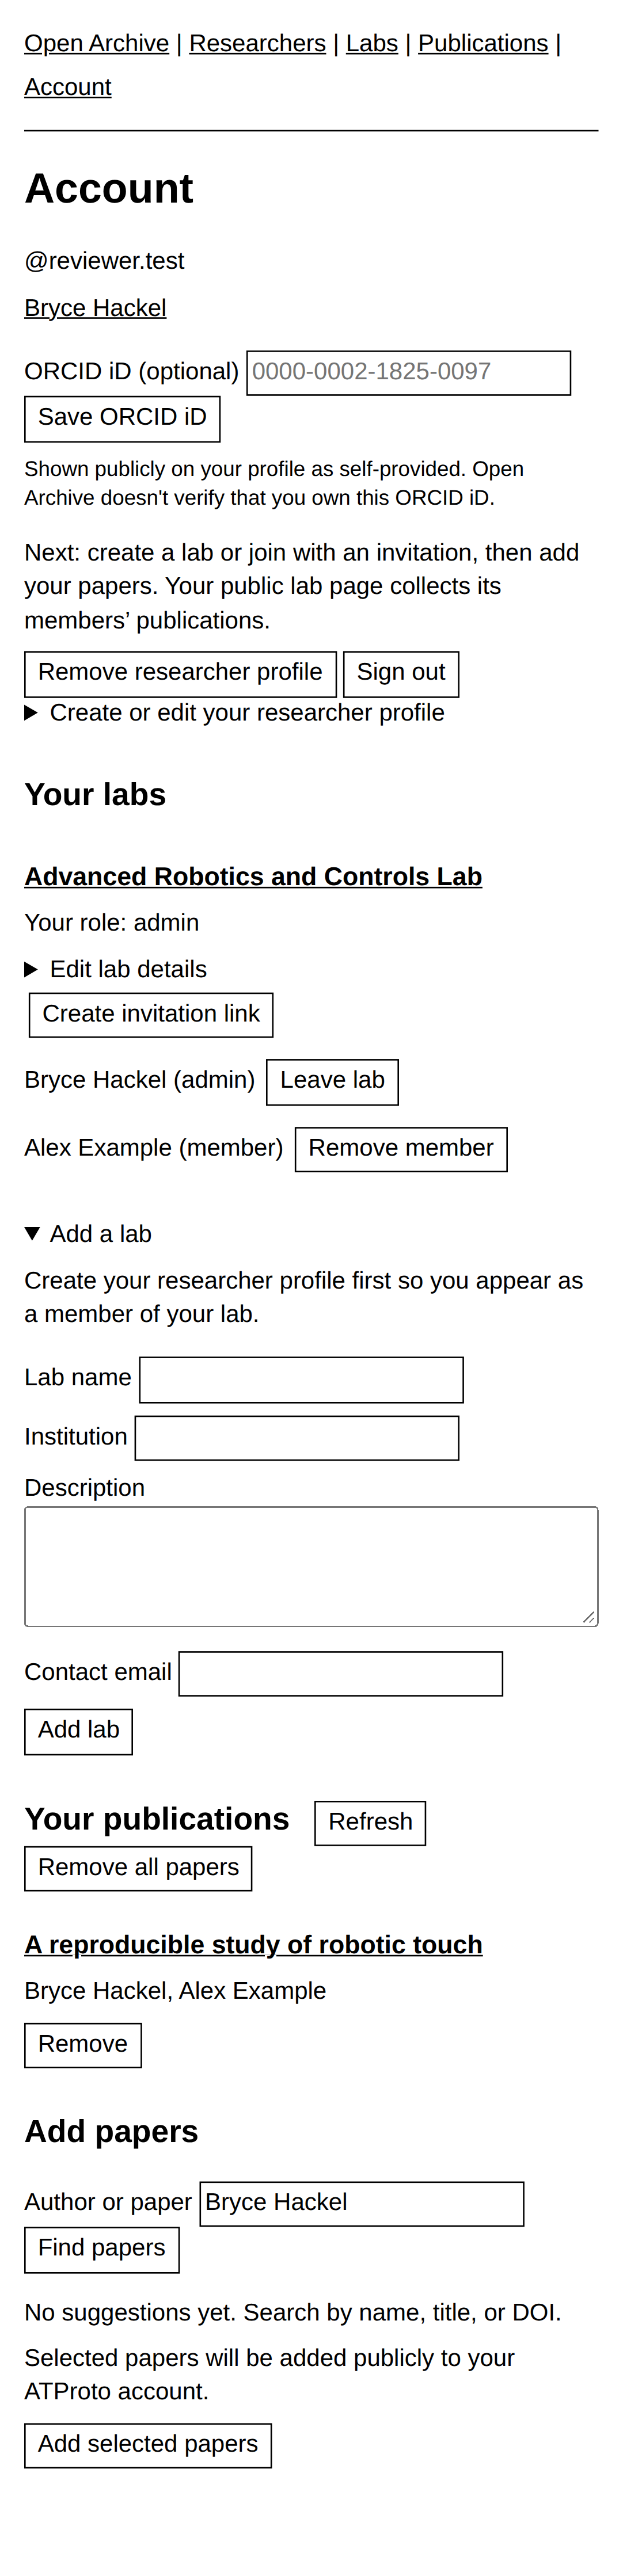 Open Archive | Researchers | Labs | Publications |
Account
Account
@reviewer.test
Bryce Hackel
ORCID iD (optional) 0000-0002-1825-0097
Save ORCID iD
Shown publicly on your profile as self-provided. Open
Archive doesn't verify that you own this ORCID iD.
Next: create a lab or join with an invitation, then add
your papers. Your public lab page collects its
members’ publications.
Remove researcher profile Sign out
Create or edit your researcher profile
Your labs
Advanced Robotics and Controls Lab
Your role: admin
Edit lab details
Create invitation link
Bryce Hackel (admin) Leave lab
Alex Example (member) Remove member
Add a lab
Create your researcher profile first so you appear as
a member of your lab.
Lab name
Institution
Description
Contact email
Add lab
Your publications Refresh
Remove all papers
A reproducible study of robotic touch
Bryce Hackel, Alex Example
Remove
Add papers
Author or paper Bryce Hackel
Find papers
No suggestions yet. Search by name, title, or DOI.
Selected papers will be added publicly to your
ATProto account.
Add selected papers